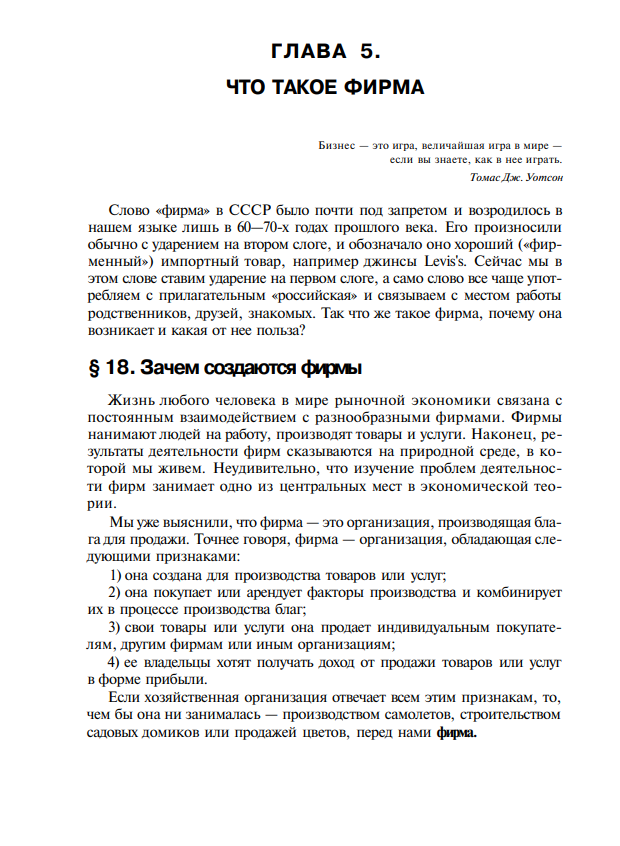 ГЛАВА 5.
ЧТО ТАКОЕ ФИРМА
Бизнес — это игра, величайшая игра в мире —
если вы знаете, как в нее играть.
Томас Дж. Уотсон
Слово «фирма» в СССР было почти под запретом и возродилось в
нашем языке лишь в 60—70-х годах прошлого века. Его произносили
обычно с ударением на втором слоге, и обозначало оно хороший («фир-
менный») импортный товар, например джинсы Levis's. Сейчас мы в
этом слове ставим ударение на первом слоге, а само слово все чаще упот-
ребляем с прилагательным «российская» и связываем с местом работы
родственников, друзей, знакомых. Так что же такое фирма, почему она
возникает и какая от нее польза?
§ 18. Зачем создаются фирмы
Жизнь любого человека в мире рыночной экономики связана с
постоянным взаимодействием с разнообразными фирмами. Фирмы
нанимают людей на работу, производят товары и услуги. Наконец, ре-
зультаты деятельности фирм сказываются на природной среде, в ко-
торой мы живем. Неудивительно, что изучение проблем деятельнос-
ти фирм занимает одно из центральных мест в экономической тео-
рии.
Мы уже выяснили, что фирма — это организация, производящая бла-
га для продажи. Точнее говоря, фирма — организация, обладающая сле-
дующими признаками:
1) она создана для производства товаров или услуг;
2) она покупает или арендует факторы производства и комбинирует
их в процессе производства благ;
3) свои товары или услуги она продает индивидуальным покупате-
лям, другим фирмам или иным организациям;
4) ее владельцы хотят получать доход от продажи товаров или услуг
в форме прибыли.
Если хозяйственная организация отвечает всем этим признакам, то,
чем бы она ни занималась — производством самолетов, строительством
садовых домиков или продажей цветов, перед нами фирма.